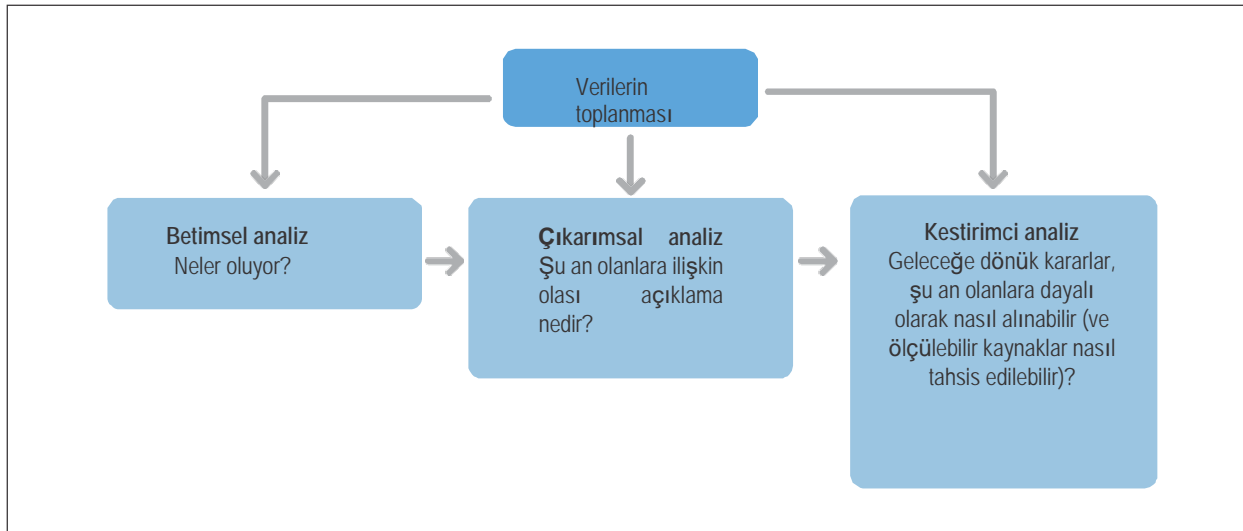 Verilerin
toplanması
Betimsel analiz
Neler oluyor?
Çıkarımsal analiz
Şu an olanlara ilişkin
olası açıklama
nedir?
Kestirimci analiz
Geleceğe dönük kararlar,
şu an olanlara dayalı
olarak nasıl alınabilir (ve
ölçülebilir kaynaklar nasıl
tahsis edilebilir)?